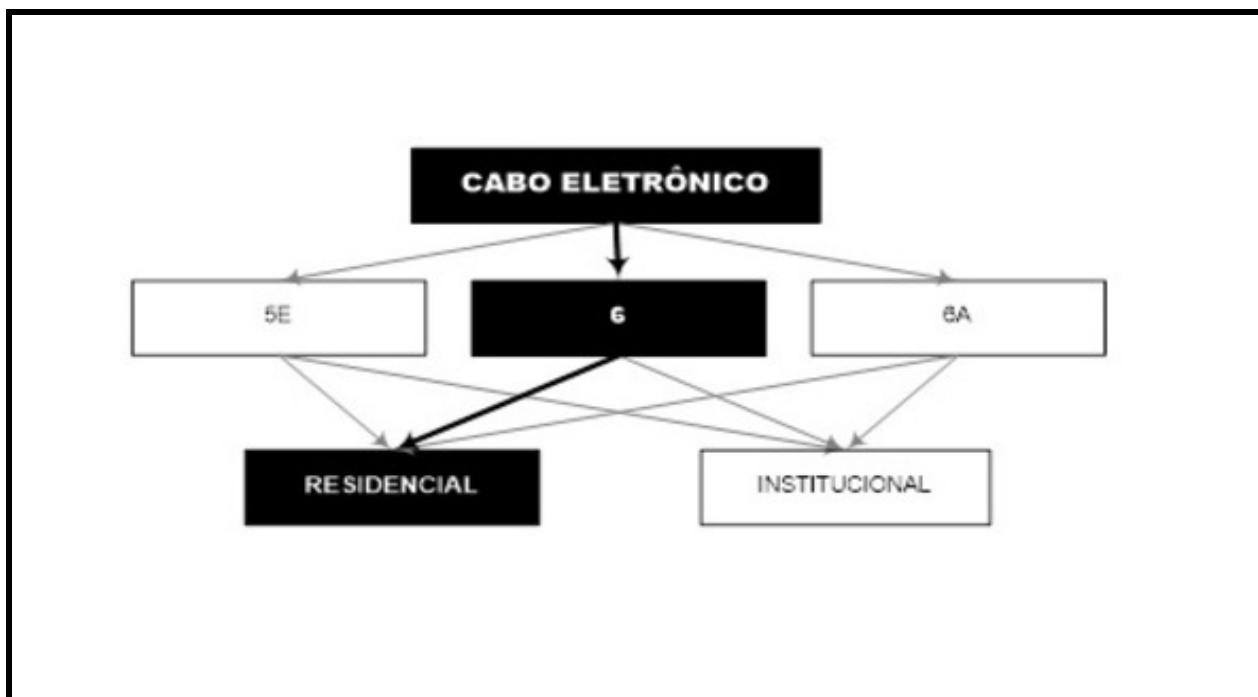 CABO ELETRÔNICO
5E
6
6A
RESIDENCIAL
INSTITUCIONAL